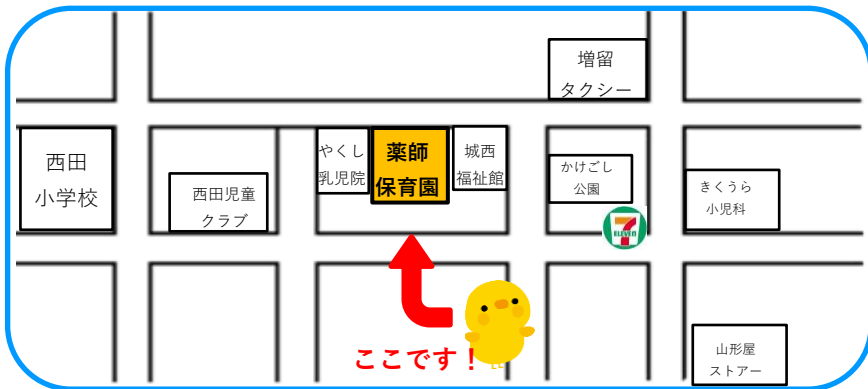 増留
タクシー
西田
小学校
西田児童
クラブ
やくし
乳児院
薬師
保育園
城西
福祉館
かけごし
公園
きくうら
小児科
7
ELEVEN
ここです！
山形屋
ストアー